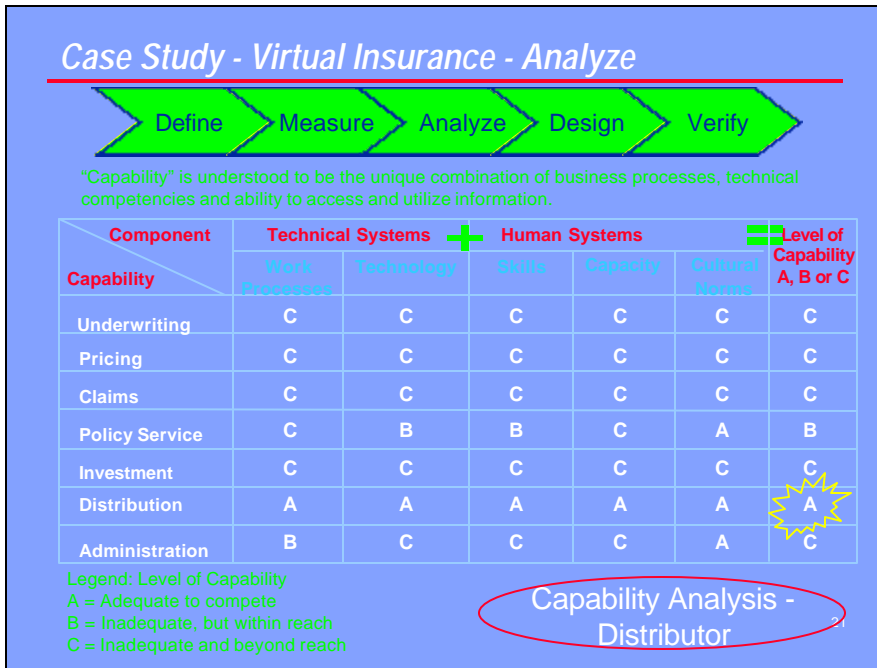 Case Study - Virtual Insurance - Analyze
Define Measure Analyze Design Verify
"Capability" is understood to be the unique combination of business processes, technical
competencies and ability to access and utilize information.
Component Technical Systems + Human Systems = Level of
Capability
A, B or C
Capability Work Technology Skills Capacity Cultural
Processes Norms
Underwriting C C C C C C
Pricing C C C C C C
Claims C C C C C C
Policy Service C B B C A B
Investment C C C C C C
Distribution A A A A A A
Administration B C C C A C
Legend: Level of Capability
A = Adequate to compete
B = Inadequate, but within reach
C = Inadequate and beyond reach
Capability Analysis -
Distributor
21